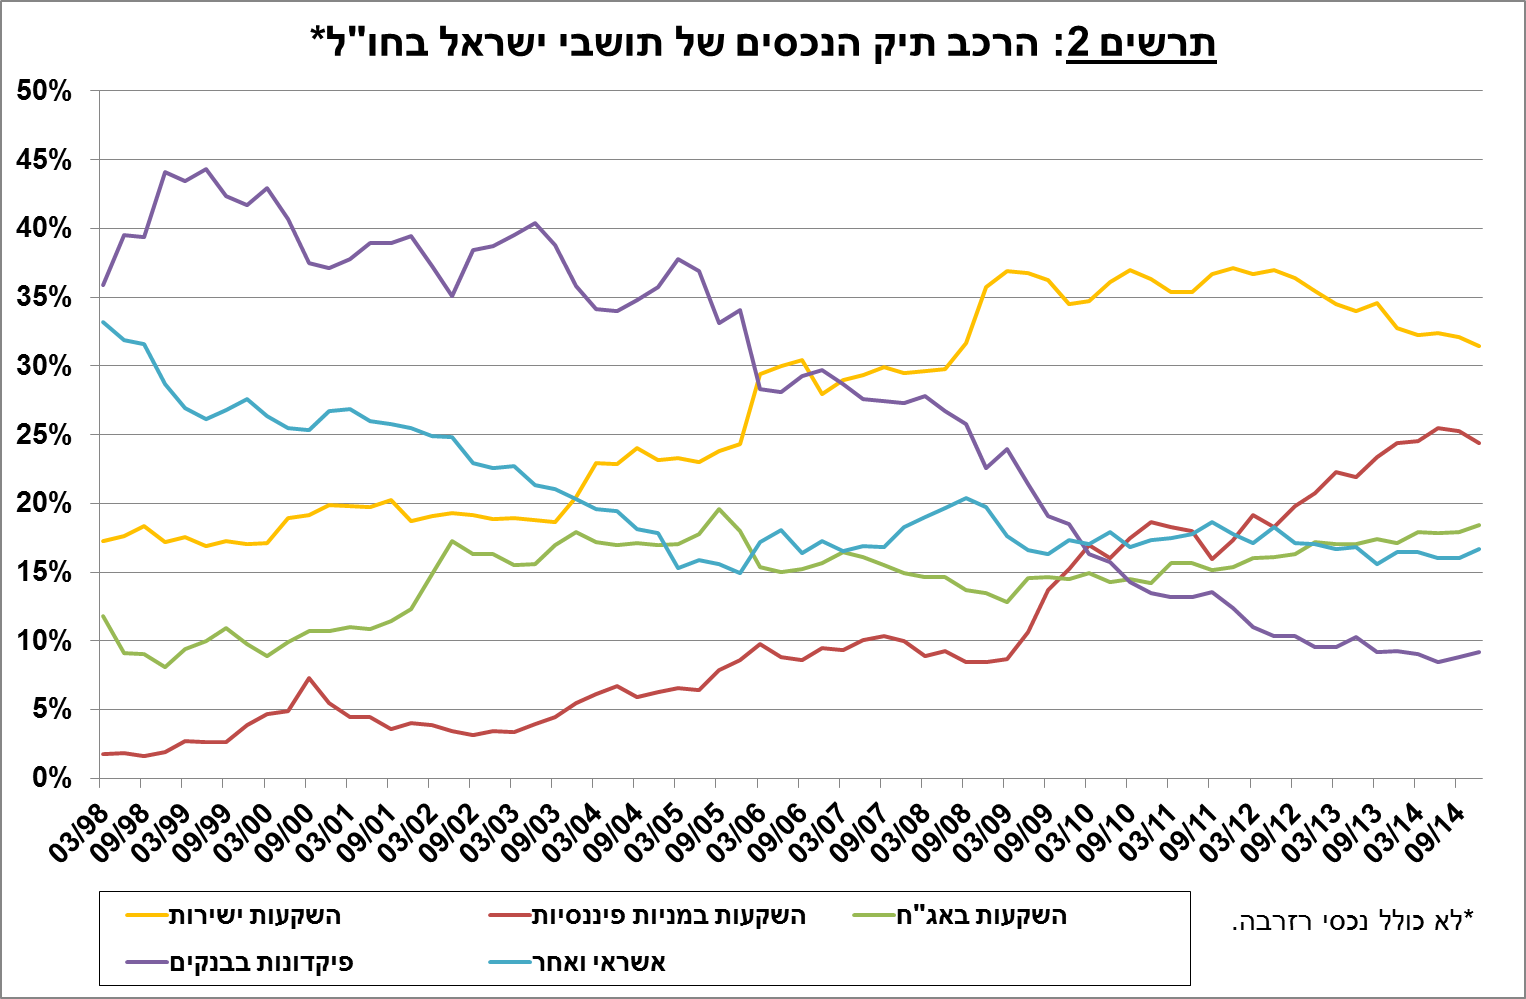 תרשים 2: הרכב תיק הנכסים של תושבי ישראל בחו"ל*
50%
45%
40%
35%
30%
25%
20%
15%
10%
5%
0%
03/98 09/98 03/99 09/99 03/00 09/00 03/01 09/01 03/02 09/02 03/03 09/03 03/04 09/04 03/05 09/05 03/06 09/06 03/07 09/07 03/08 09/08 03/09 09/09 03/10 09/10 03/11 09/11 03/12 09/12 03/13 09/13 03/14 09/14
השקעות ישירות
השקעות במניות פיננסיות
השקעות באג"ח
פיקדונות בבנקים
אשראי ואחר
*לא כולל נכסי רזרבה.